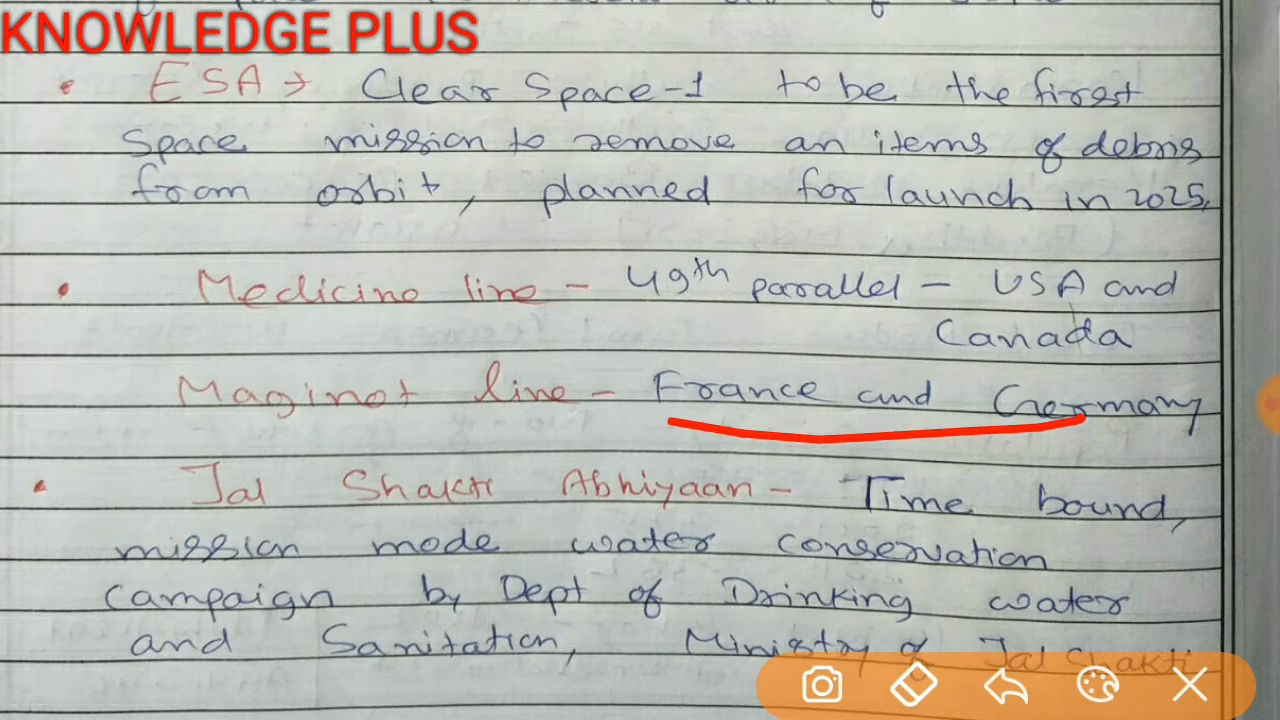 KNOWLEDGE PLUS
• ESA → Clear Space-1 to be the first
Space mission to remove an items of debris
from orbit, planned for launch in 2025.
• Medicine line - 49th parallel - USA and
Canada
Maginot line - France and Germany
• Jal Shakti Abhiyaan - Time bound,
mission mode water conservation
campaign by Dept of Drinking water
and Sanitation, Ministry of Jal Shakti